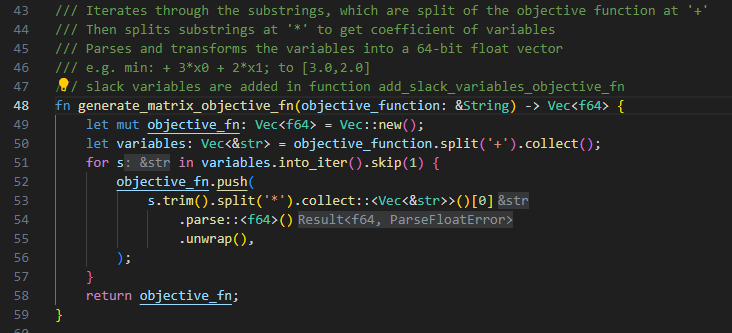 43 /// Iterates through the substrings, which are split of the objective function at '+'
44 /// Then splits substrings at '*' to get coefficient of variables
45 /// Parses and transforms the variables into a 64-bit float vector
46 /// e.g. min: + 3*x0 + 2*x1; to [3.0,2.0]
47 /// slack variables are added in function add_slack_variables_objective_fn
48 fn generate_matrix_objective_fn(objective_function: &String) -> Vec<f64> {
49 let mut objective_fn: Vec<f64> = Vec::new();
50 let variables: Vec<&str> = objective_function.split('+').collect();
51 for s: &str in variables.into_iter().skip(1) {
52 objective_fn.push(
53 s.trim().split('*').collect::<Vec<&str>>()[0] &str
54 .parse::<f64>() Result<f64, ParseFloatError>
55 .unwrap(),
56 );
57 }
58 return objective_fn;
59 }